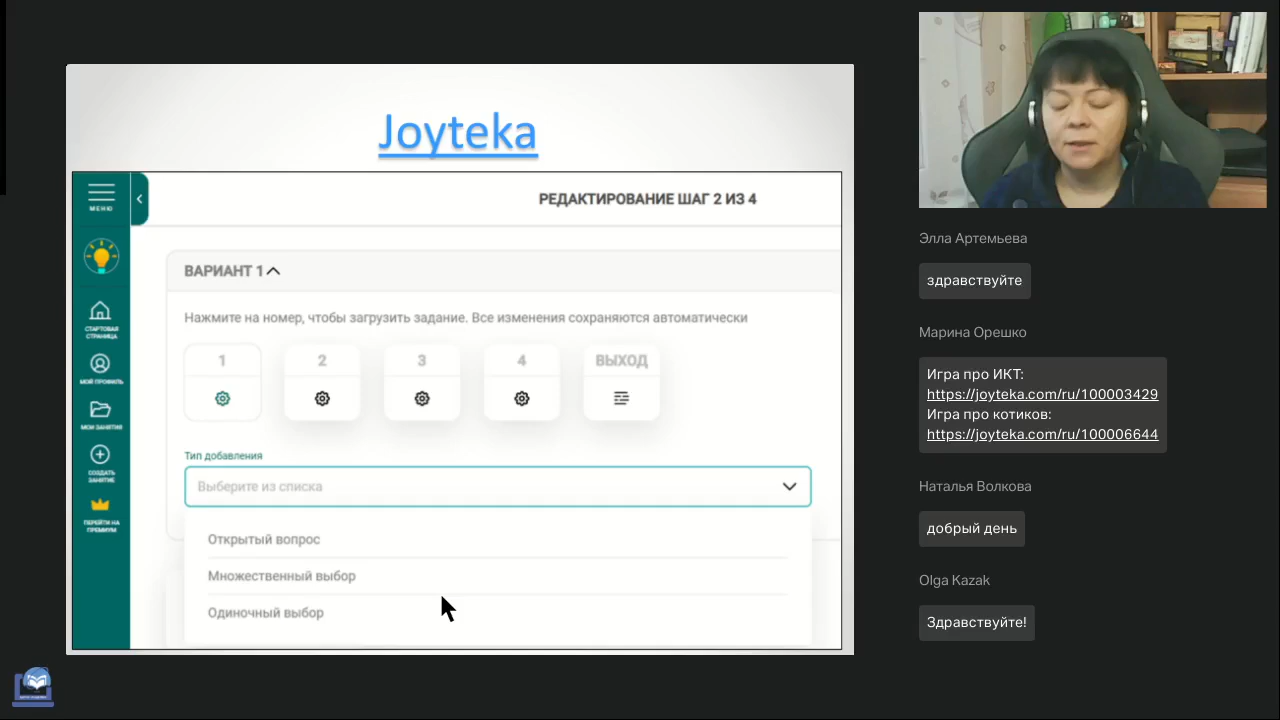 Joyteka
МЕНЮ
РЕДАКТИРОВАНИЕ ШАГ 2 ИЗ 4
ВАРИАНТ 1
Нажмите на номер, чтобы загрузить задание. Все изменения сохраняются автоматически
1
2
3
4
ВЫХОД
СТАРТОВАЯ
СТРАНИЦА
МОЙ ПРОФИЛЬ
МОИ ЗАНЯТИЯ
СОЗДАТЬ
ЗАНЯТИЕ
ПЕРЕЙТИ НА
ПРЕМИУМ
Тип добавления
Выберите из списка
Открытый вопрос
Множественный выбор
Одиночный выбор
Элла Артемьева
здравствуйте
Марина Орешко
Игра про ИКТ:
https://joyteka.com/ru/100003429
Игра про котиков:
https://joyteka.com/ru/100006644
Наталья Волкова
добрый день
Olga Kazak
Здравствуйте!